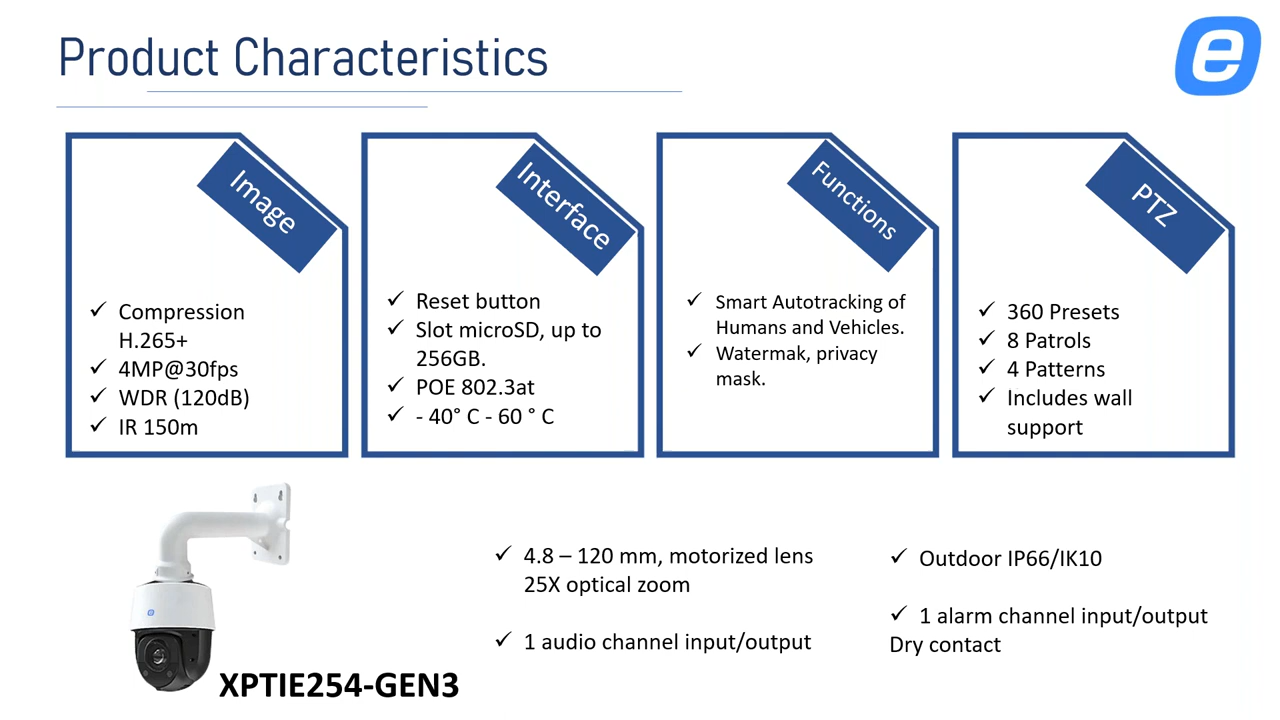 Product Characteristics
e
Image
✓ Compression
H.265+
✓ 4MP@30fps
✓ WDR (120dB)
✓ IR 150m
Interface
✓ Reset button
✓ Slot microSD, up to
256GB.
✓ POE 802.3at
✓ - 40° C - 60 ° C
Functions
✓ Smart Autotracking of
Humans and Vehicles.
✓ Watermak, privacy
mask.
PTZ
✓ 360 Presets
✓ 8 Patrols
✓ 4 Patterns
✓ Includes wall
support
XPTIE254-GEN3
✓ 4.8 – 120 mm, motorized lens
25X optical zoom
✓ 1 audio channel input/output
✓ Outdoor IP66/IK10
✓ 1 alarm channel input/output
Dry contact